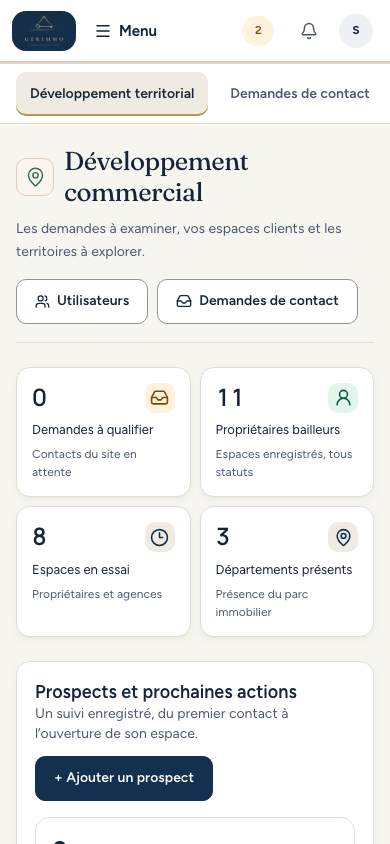 GERIMMO
Menu
2
S
Développement territorial
Demandes de contact
Développement
commercial
Les demandes à examiner, vos espaces clients et les
territoires à explorer.
Utilisateurs
Demandes de contact
0
Demandes à qualifier
Contacts du site en
attente
11
Propriétaires bailleurs
Espaces enregistrés, tous
statuts
8
Espaces en essai
Propriétaires et agences
3
Départements présents
Présence du parc
immobilier
Prospects et prochaines actions
Un suivi enregistré, du premier contact à
l'ouverture de son espace.
+ Ajouter un prospect